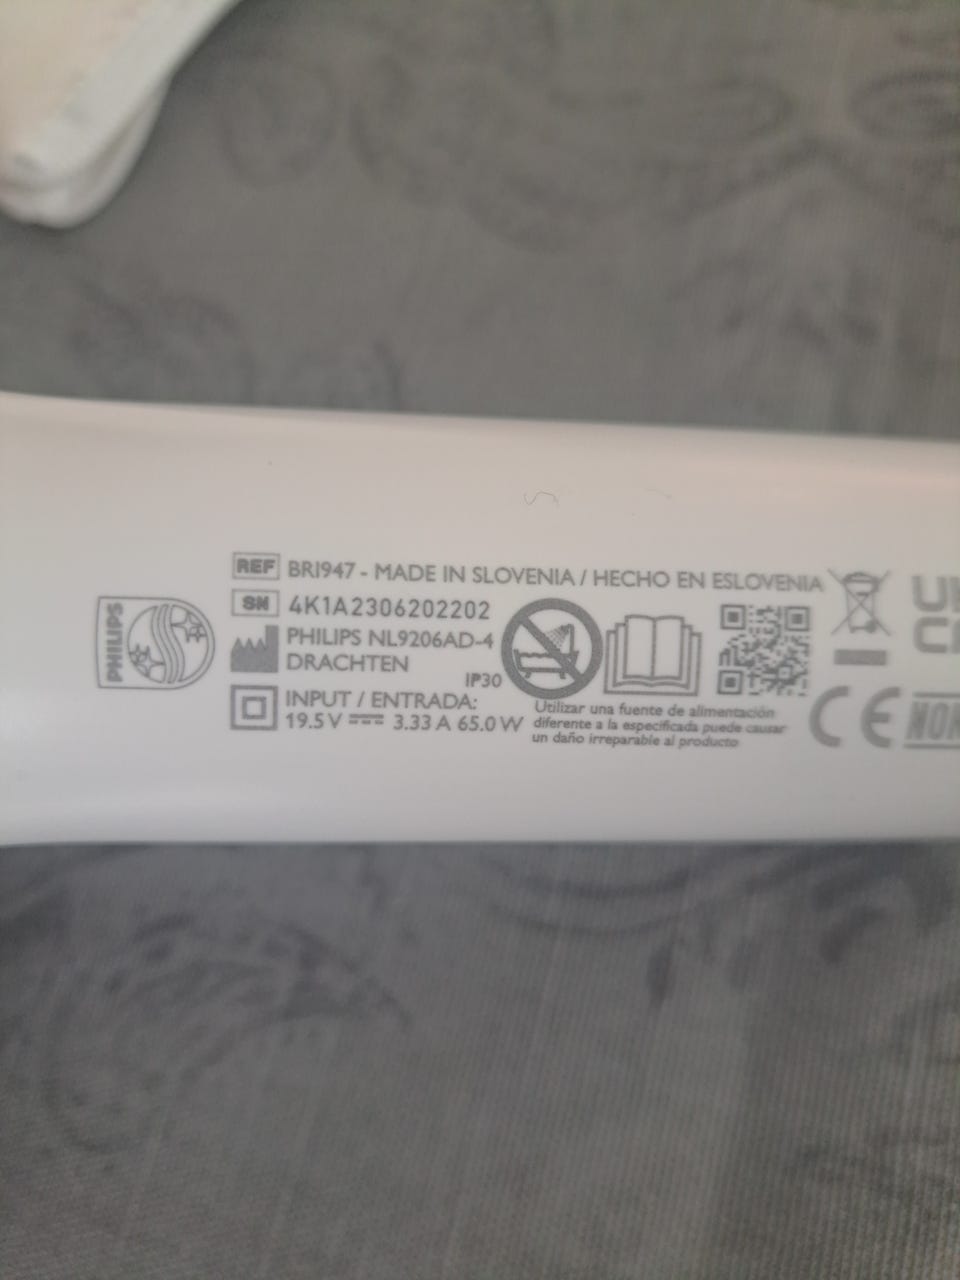 PHILIPS
REF BRI947 - MADE IN SLOVENIA / HECHO EN ESLOVENIA
SN 4K1A2306202202
PHILIPS NL9206AD-4
DRACHTEN
IP30
INPUT / ENTRADA:
19.5 V 3.33 A 65.0 W
Utilizar una fuente de alimentación
diferente a la especificada puede causar
un daño irreparable al producto
CE